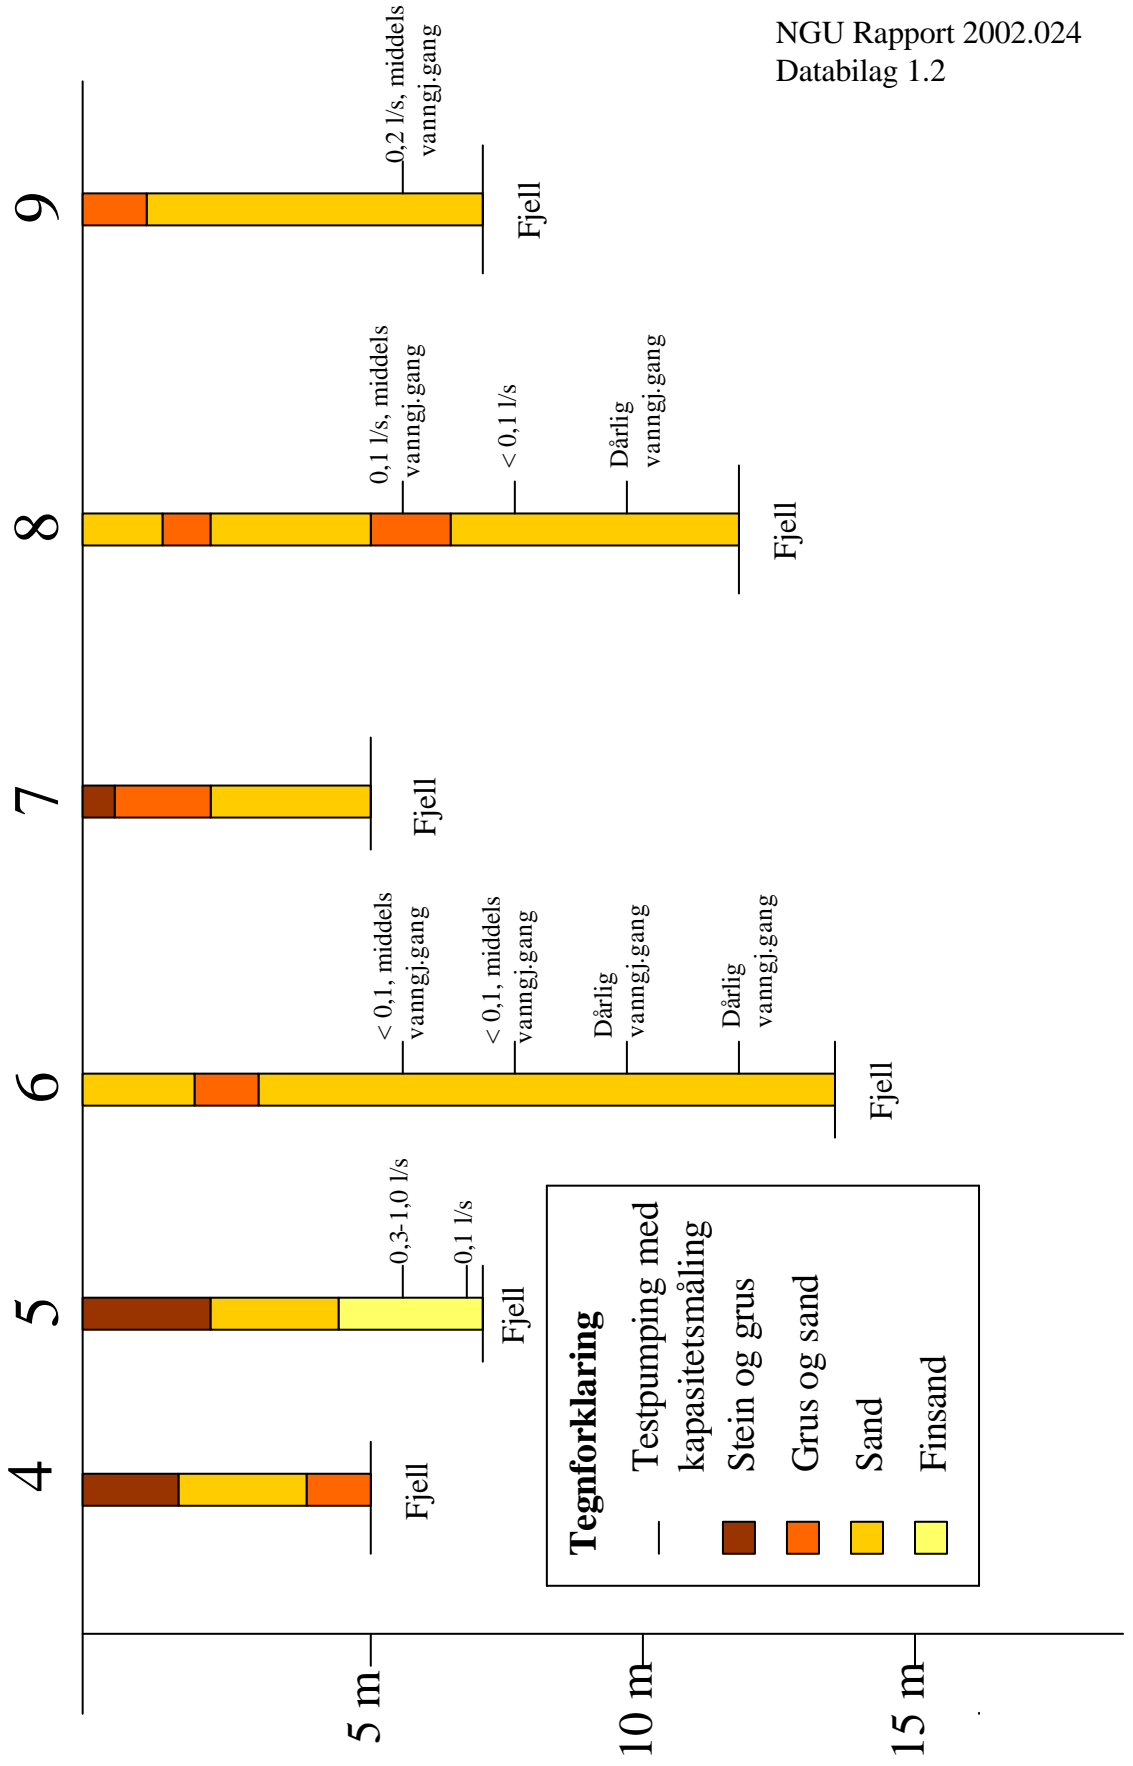 NGU Rapport 2002.024
Databilag 1.2
4
5
6
7
8
9
5 m
10 m
15 m
Fjell
0,3-1,0 l/s
0,1 l/s
Fjell
< 0,1, middels
vanngj.gang
< 0,1, middels
vanngj.gang
Dårlig
vanngj.gang
Dårlig
vanngj.gang
Fjell
Fjell
0,1 l/s, middels
vanngj.gang
< 0,1 l/s
Dårlig
vanngj.gang
Fjell
0,2 l/s, middels
vanngj.gang
Fjell
Tegnforklaring
Testpumping med
kapasitetsmåling
Stein og grus
Grus og sand
Sand
Finsand